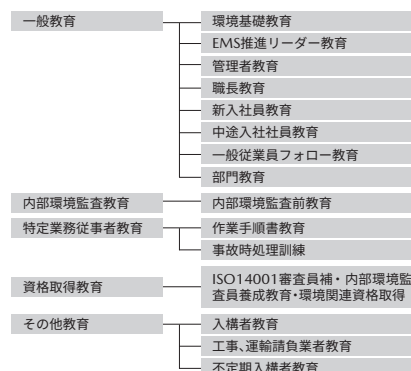 一般教育
環境基礎教育
EMS推進リーダー教育
管理者教育
職長教育
新入社員教育
中途入社社員教育
一般従業員フォロー教育
部門教育
内部環境監査教育
内部環境監査前教育
特定業務従事者教育
作業手順書教育
事故時処理訓練
資格取得教育
ISO14001審査員補・内部環境監
査員養成教育・環境関連資格取得
その他教育
入構者教育
工事、運輸請負業者教育
不定期入構者教育